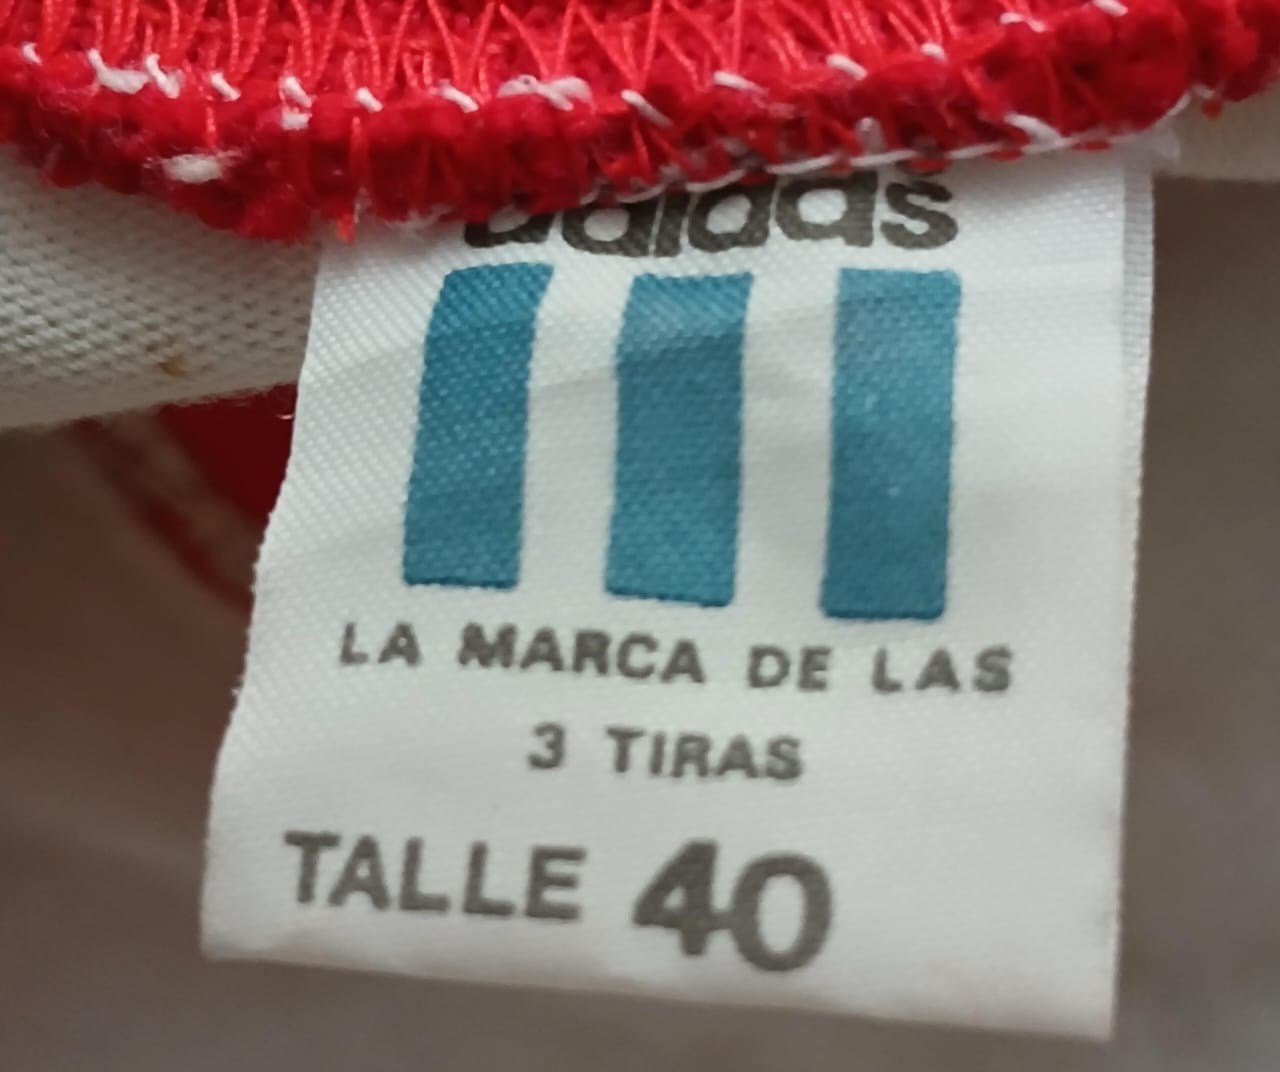 adidas
LA MARCA DE LAS
3 TIRAS
TALLE 40